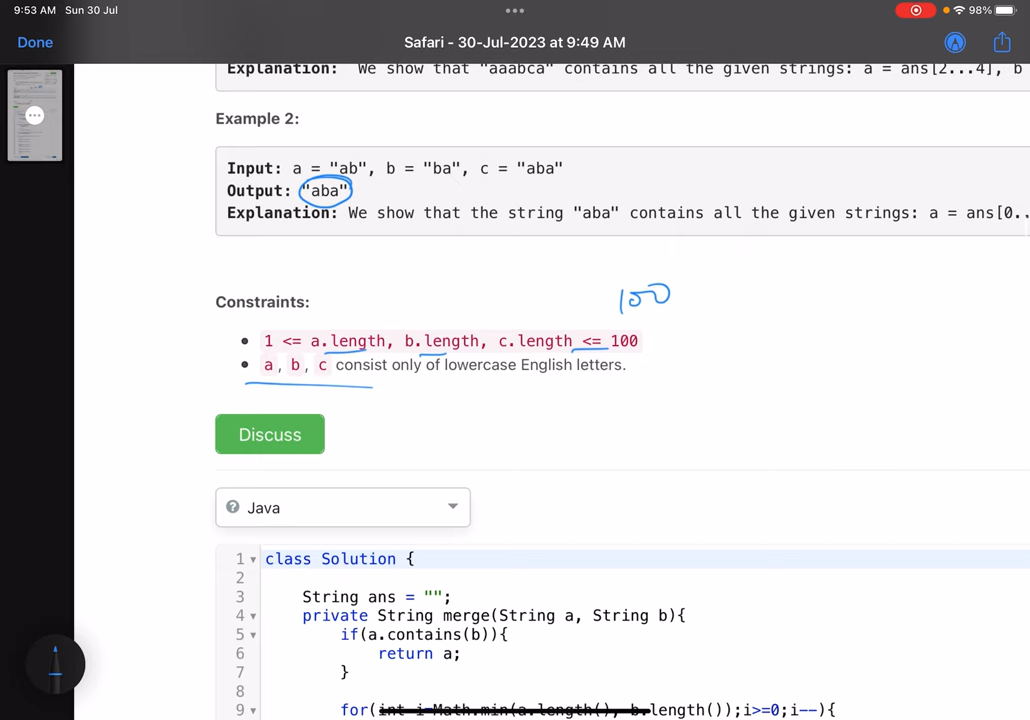 9:53 AM Sun 30 Jul
98%
Done
Safari - 30-Jul-2023 at 9:49 AM
Explanation: We show that "aaabca" contains all the given strings: a = ans[2...4], b
Example 2:
Input: a = "ab", b = "ba", c = "aba"
Output: "aba"
Explanation: We show that the string "aba" contains all the given strings: a = ans[0..
Constraints:
100
1 <= a.length, b.length, c.length <= 100
a, b, c consist only of lowercase English letters.
Discuss
? Java
1 class Solution {
2
3 String ans = "";
4 private String merge(String a, String b){
5 if(a.contains(b)){
6 return a;
7 }
8
9 for(int i=Math.min(a.length(), b.length());i>=0;i--){